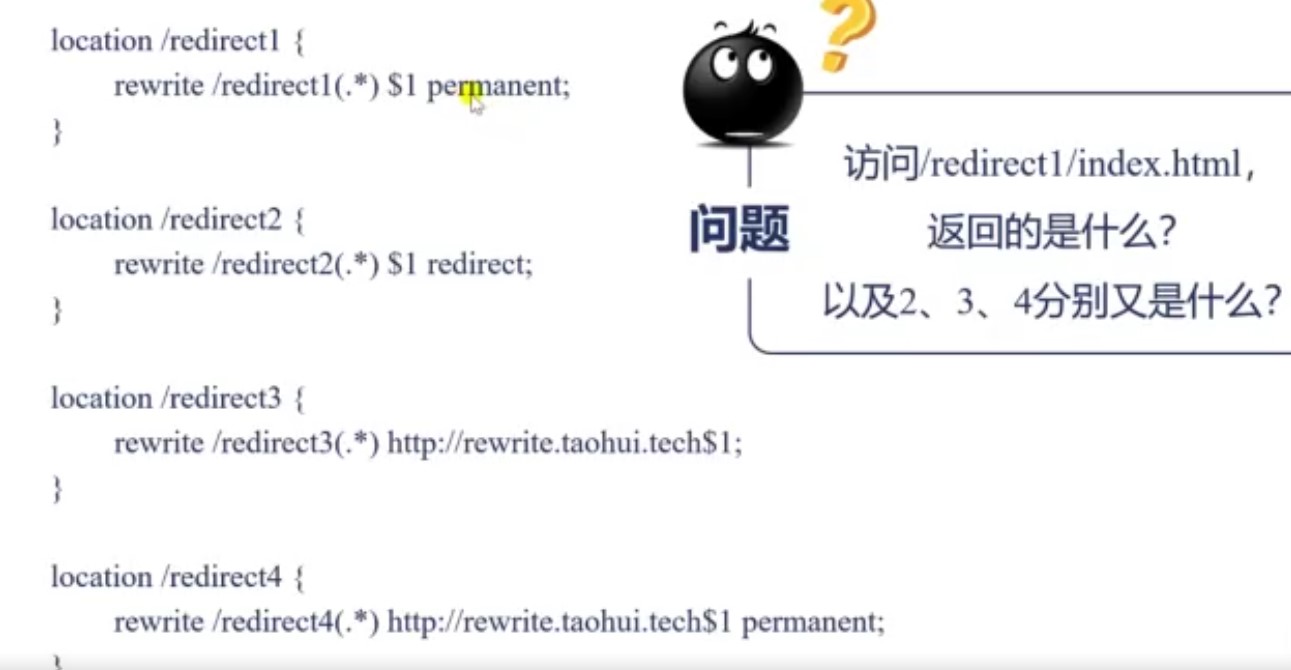 location /redirect1 {
rewrite /redirect1(.*) $1 permanent;
}
location /redirect2 {
rewrite /redirect2(.*) $1 redirect;
}
location /redirect3 {
rewrite /redirect3(.*) http://rewrite.taohui.tech$1;
}
location /redirect4 {
rewrite /redirect4(.*) http://rewrite.taohui.tech$1 permanent;
}
?
问题
访问/redirect1/index.html，
返回的是什么？
以及2、3、4分别又是什么？